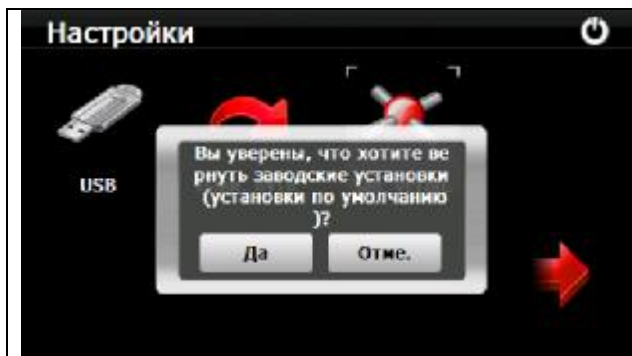 Настройки
USB
Вы уверены, что хотите ве
рнуть заводские установки
(установки по умолчанию
)?
Да
Отме.